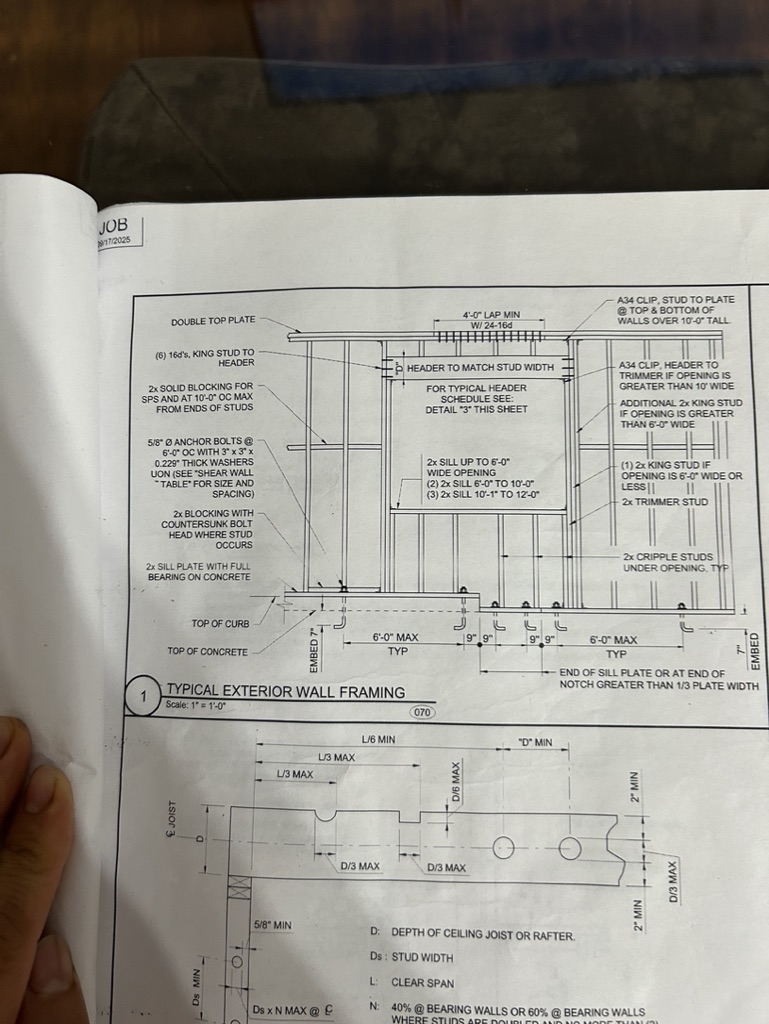 JOB
09/17/2025
DOUBLE TOP PLATE
(6) 16d's, KING STUD TO
HEADER
2x SOLID BLOCKING FOR
SPS AND AT 10'-0" OC MAX
FROM ENDS OF STUDS
5/8" Ø ANCHOR BOLTS @
6'-0" OC WITH 3" x 3" x
0.229" THICK WASHERS
UON (SEE "SHEAR WALL
TABLE" FOR SIZE AND
SPACING)
2x BLOCKING WITH
COUNTERSUNK BOLT
HEAD WHERE STUD
OCCURS
2x SILL PLATE WITH FULL
BEARING ON CONCRETE
TOP OF CURB
TOP OF CONCRETE
4'-0" LAP MIN
W/ 24-16d
"D"
HEADER TO MATCH STUD WIDTH
FOR TYPICAL HEADER
SCHEDULE SEE:
DETAIL "3" THIS SHEET
2x SILL UP TO 6'-0"
WIDE OPENING
(2) 2x SILL 6'-0" TO 10'-0"
(3) 2x SILL 10'-1" TO 12'-0"
A34 CLIP, STUD TO PLATE
@ TOP & BOTTOM OF
WALLS OVER 10'-0" TALL
A34 CLIP, HEADER TO
TRIMMER IF OPENING IS
GREATER THAN 10' WIDE
ADDITIONAL 2x KING STUD
IF OPENING IS GREATER
THAN 6'-0" WIDE
(1) 2x KING STUD IF
OPENING IS 6'-0" WIDE OR
LESS
2x TRIMMER STUD
2x CRIPPLE STUDS
UNDER OPENING, TYP
EMBED 7"
6'-0" MAX
TYP
9"
9"
9"
9"
6'-0" MAX
TYP
7"
EMBED
END OF SILL PLATE OR AT END OF
NOTCH GREATER THAN 1/3 PLATE WIDTH
1
TYPICAL EXTERIOR WALL FRAMING
Scale: 1" = 1'-0"
070
L/6 MIN
"D" MIN
L/3 MAX
L/3 MAX
D/6 MAX
2" MIN
℄ JOIST
D
D/3 MAX
D/3 MAX
D/3 MAX
2" MIN
5/8" MIN
Ds MIN
Ds x N MAX @ ℄
D: DEPTH OF CEILING JOIST OR RAFTER.
Ds : STUD WIDTH
L: CLEAR SPAN
N: 40% @ BEARING WALLS OR 60% @ BEARING WALLS
WHERE STUDS ARE DOUBLED AND NO MORE THAN (2)